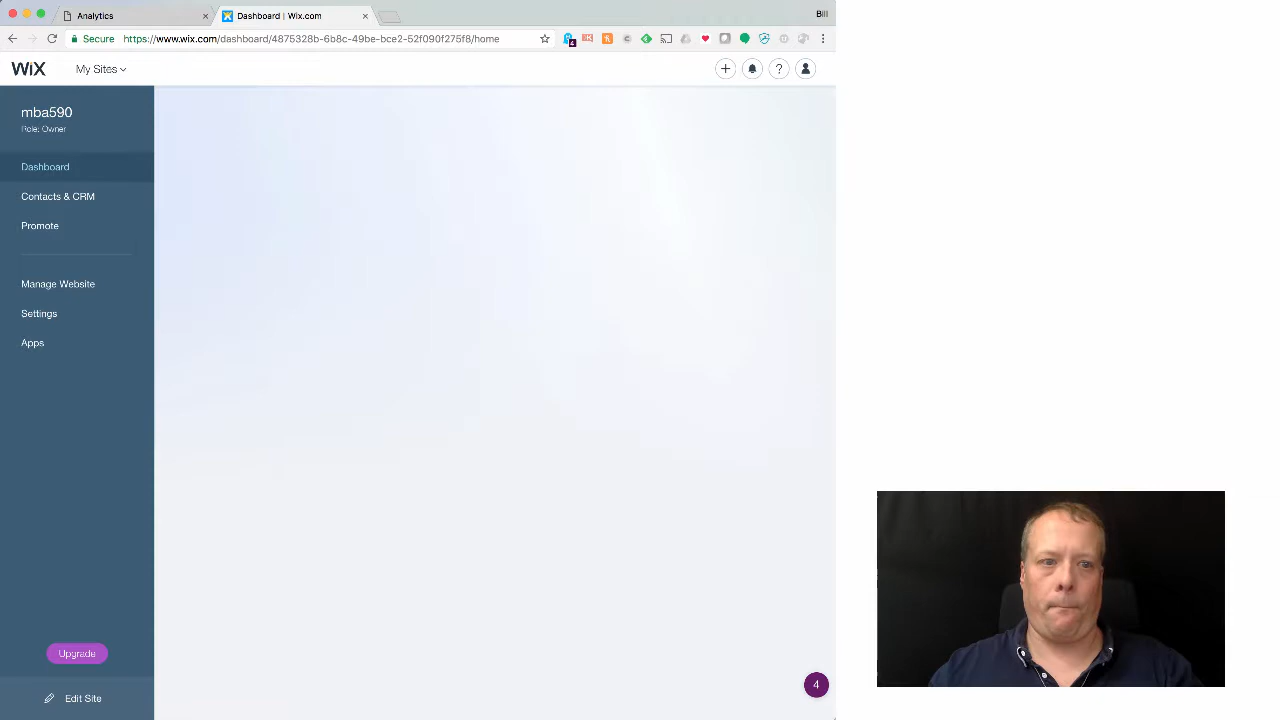 Analytics
Dashboard | Wix.com
Bill
Secure https://www.wix.com/dashboard/4875328b-6b8c-49be-bce2-52f090f275f8/home
4
WiX My Sites
?
mba590
Role: Owner
Dashboard
Contacts & CRM
Promote
Manage Website
Settings
Apps
Upgrade
Edit Site
4